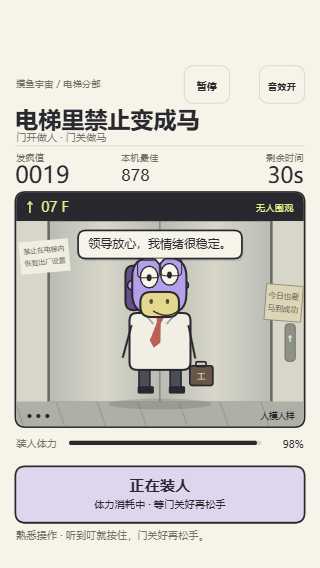 摸鱼宇宙 / 电梯分部
暂停
音效开
电梯里禁止变成马
门开做人 · 门关做马
发疯值
本机最佳
剩余时间
0019
878
30s
↑ 07 F
无人围观
领导放心，我情绪很稳定。
禁止在电梯内
恢复出厂设置
今日也要
马到成功
↑
工
人模人样
装人体力
98%
正在装人
体力消耗中 · 等门关好再松手
熟悉操作 · 听到叮就按住，门关好再松手。